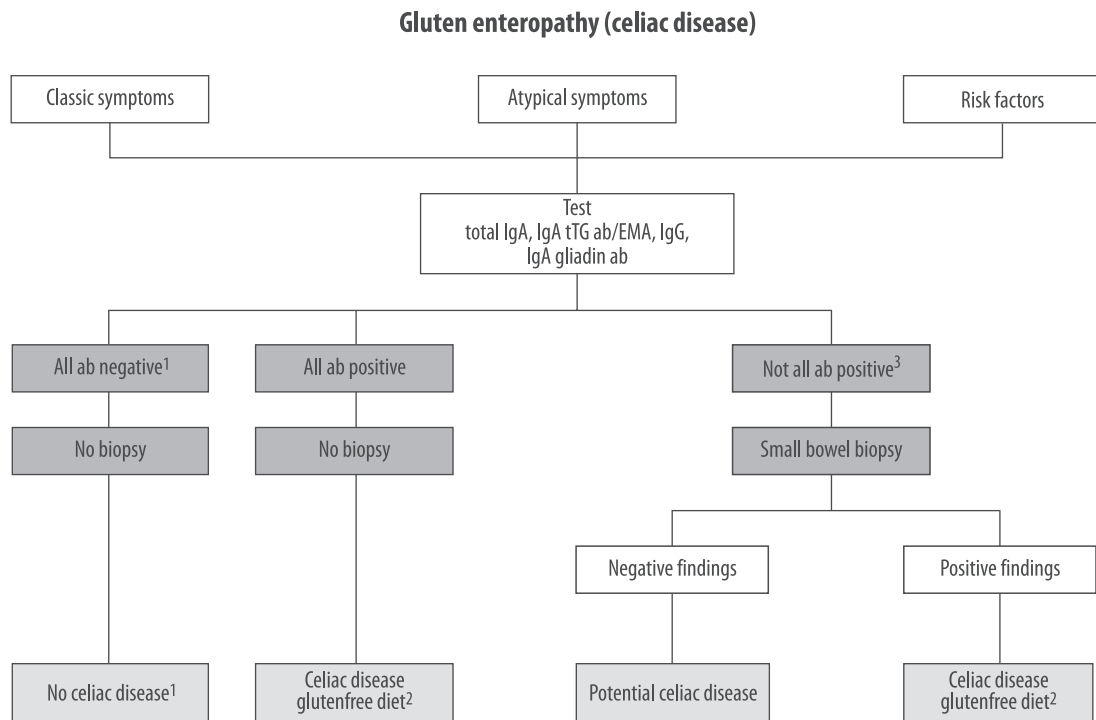 Gluten enteropathy (celiac disease)
Classic symptoms
Atypical symptoms
Risk factors
Test
total IgA, IgA tTG ab/EMA, IgG,
IgA gliadin ab
All ab negative¹
All ab positive
Not all ab positive³
No biopsy
No biopsy
Small bowel biopsy
Negative findings
Positive findings
No celiac disease¹
Celiac disease
glutenfree diet²
Potential celiac disease
Celiac disease
glutenfree diet²